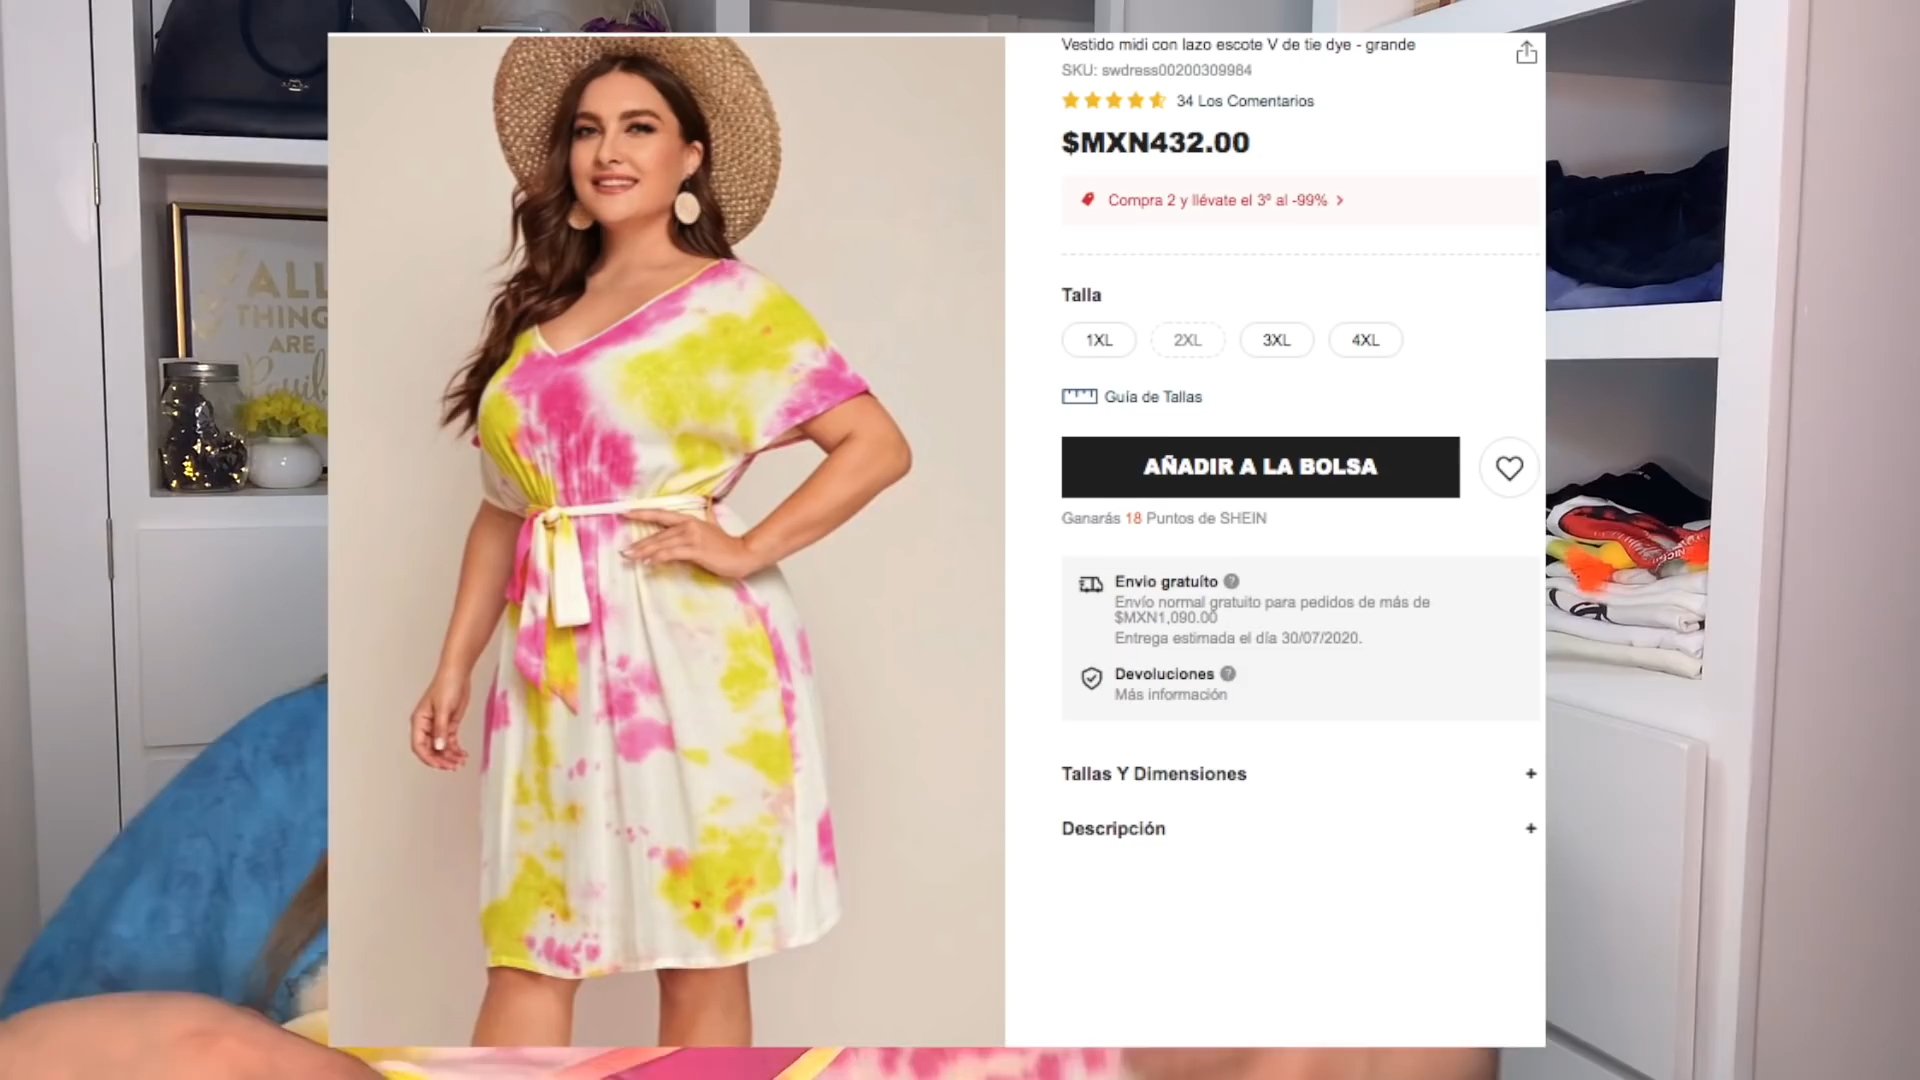 Vestido midi con lazo escote V de tie dye - grande
SKU: swdress00200309984
34 Los Comentarios
$MXN432.00
Compra 2 y llévate el 3º al -99% >
Talla
1XL 2XL 3XL 4XL
Guía de Tallas
AÑADIR A LA BOLSA
Ganarás 18 Puntos de SHEIN
Envio gratuíto ?
Envío normal gratuito para pedidos de más de
$MXN1,090.00
Entrega estimada el día 30/07/2020.
Devoluciones ?
Más información
Tallas Y Dimensiones +
Descripción +
ALL
THING
ARE